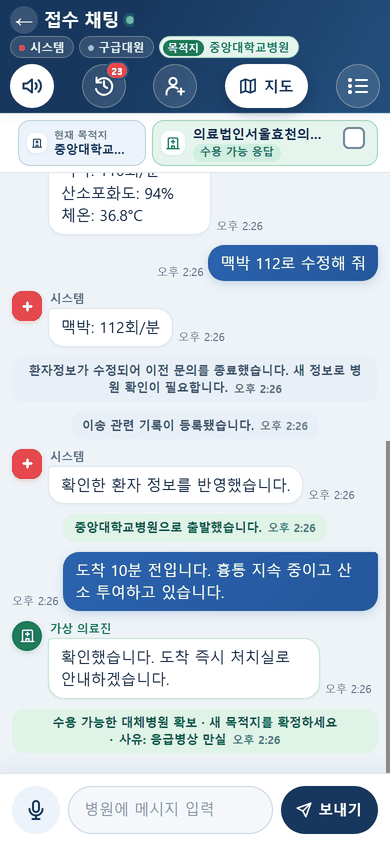 접수 채팅
시스템
구급대원
목적지 중앙대학교병원
23
지도
현재 목적지
중앙대학교...
의료법인서울효천의...
수용 가능 응답
산소포화도: 94%
체온: 36.8°C
오후 2:26
맥박 112로 수정해 줘
오후 2:26
시스템
맥박: 112회/분
오후 2:26
환자정보가 수정되어 이전 문의를 종료했습니다. 새 정보로 병
원 확인이 필요합니다. 오후 2:26
이송 관련 기록이 등록됐습니다. 오후 2:26
시스템
확인한 환자 정보를 반영했습니다.
오후 2:26
중앙대학교병원으로 출발했습니다. 오후 2:26
도착 10분 전입니다. 흉통 지속 중이고 산
소 투여하고 있습니다.
오후 2:26
가상 의료진
확인했습니다. 도착 즉시 처치실로
안내하겠습니다.
오후 2:26
수용 가능한 대체병원 확보 · 새 목적지를 확정하세요
· 사유: 응급병상 만실 오후 2:26
병원에 메시지 입력
보내기